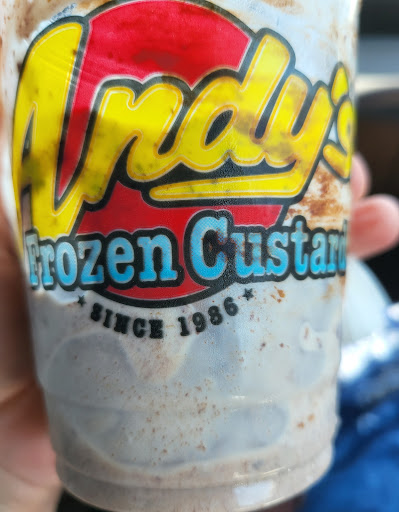 Andy's
Frozen Custard
SINCE 1986